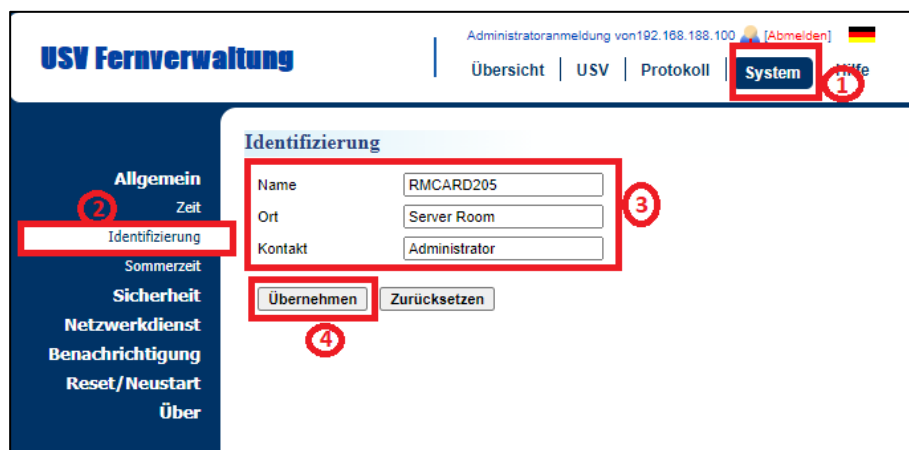 Administratoranmeldung von192.168.188.100 [Abmelden]
USV Fernverwaltung
Übersicht | USV | Protokoll | System Hilfe
1
Identifizierung
Allgemein
Name RMCARD205
2 Zeit
3
Ort Server Room
Identifizierung
Kontakt Administrator
Sommerzeit
Sicherheit
Übernehmen Zurücksetzen
Netzwerkdienst
4
Benachrichtigung
Reset/Neustart
Über